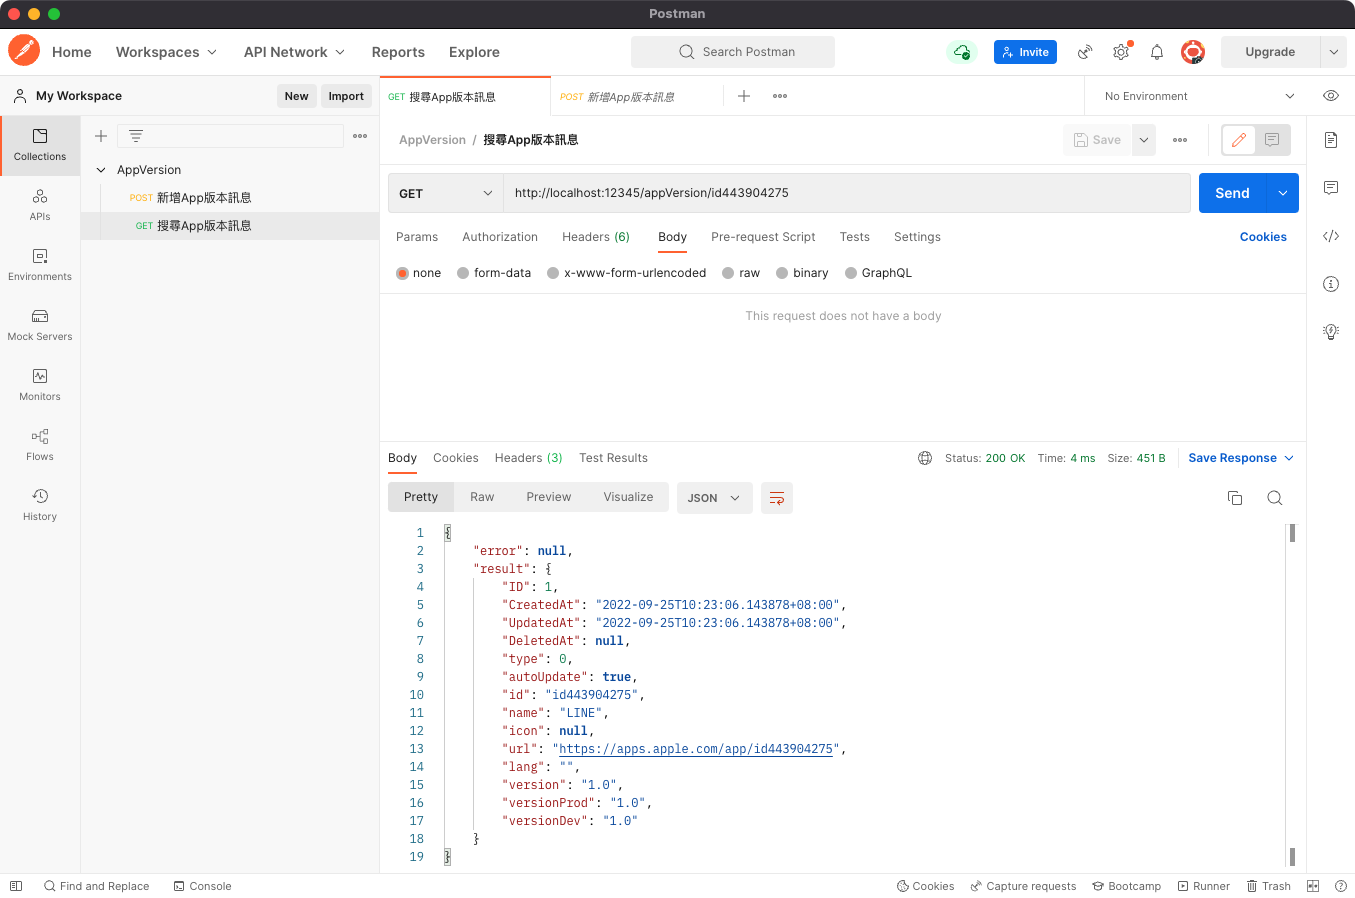 Postman
Home Workspaces API Network Reports Explore Search Postman Invite Upgrade
My Workspace New Import GET 搜尋App版本訊息 POST 新增App版本訊息 No Environment
Collections
APIs
Environments
Mock Servers
Monitors
Flows
History
AppVersion
POST 新增App版本訊息
GET 搜尋App版本訊息
AppVersion / 搜尋App版本訊息 Save
GET http://localhost:12345/appVersion/id443904275 Send
Params Authorization Headers (6) Body Pre-request Script Tests Settings Cookies
none form-data x-www-form-urlencoded raw binary GraphQL
This request does not have a body
Body Cookies Headers (3) Test Results Status: 200 OK Time: 4 ms Size: 451 B Save Response
Pretty Raw Preview Visualize JSON
1 {
2 "error": null,
3 "result": {
4 "ID": 1,
5 "CreatedAt": "2022-09-25T10:23:06.143878+08:00",
6 "UpdatedAt": "2022-09-25T10:23:06.143878+08:00",
7 "DeletedAt": null,
8 "type": 0,
9 "autoUpdate": true,
10 "id": "id443904275",
11 "name": "LINE",
12 "icon": null,
13 "url": "https://apps.apple.com/app/id443904275",
14 "lang": "",
15 "version": "1.0",
16 "versionProd": "1.0",
17 "versionDev": "1.0"
18 }
19 }
Find and Replace Console Cookies Capture requests Bootcamp Runner Trash